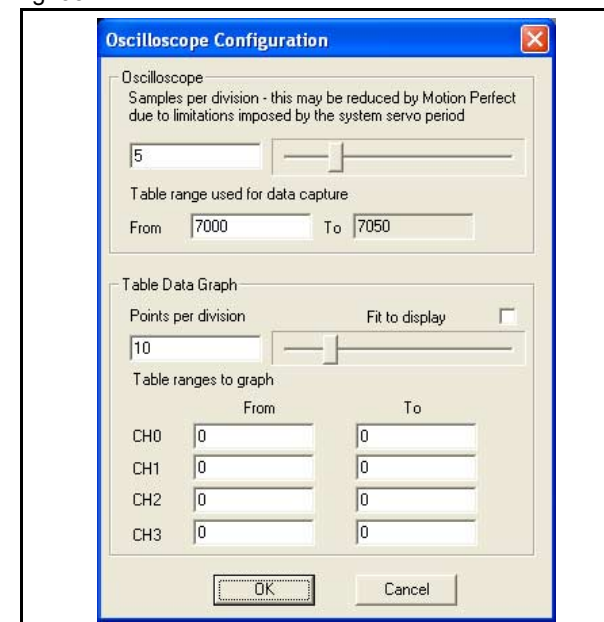 Oscilloscope Configuration
Oscilloscope
Samples per division - this may be reduced by Motion Perfect
due to limitations imposed by the system servo period
5
Table range used for data capture
From 7000 To 7050
Table Data Graph
Points per division Fit to display
10
Table ranges to graph
From To
CH0 0 0
CH1 0 0
CH2 0 0
CH3 0 0
OK Cancel